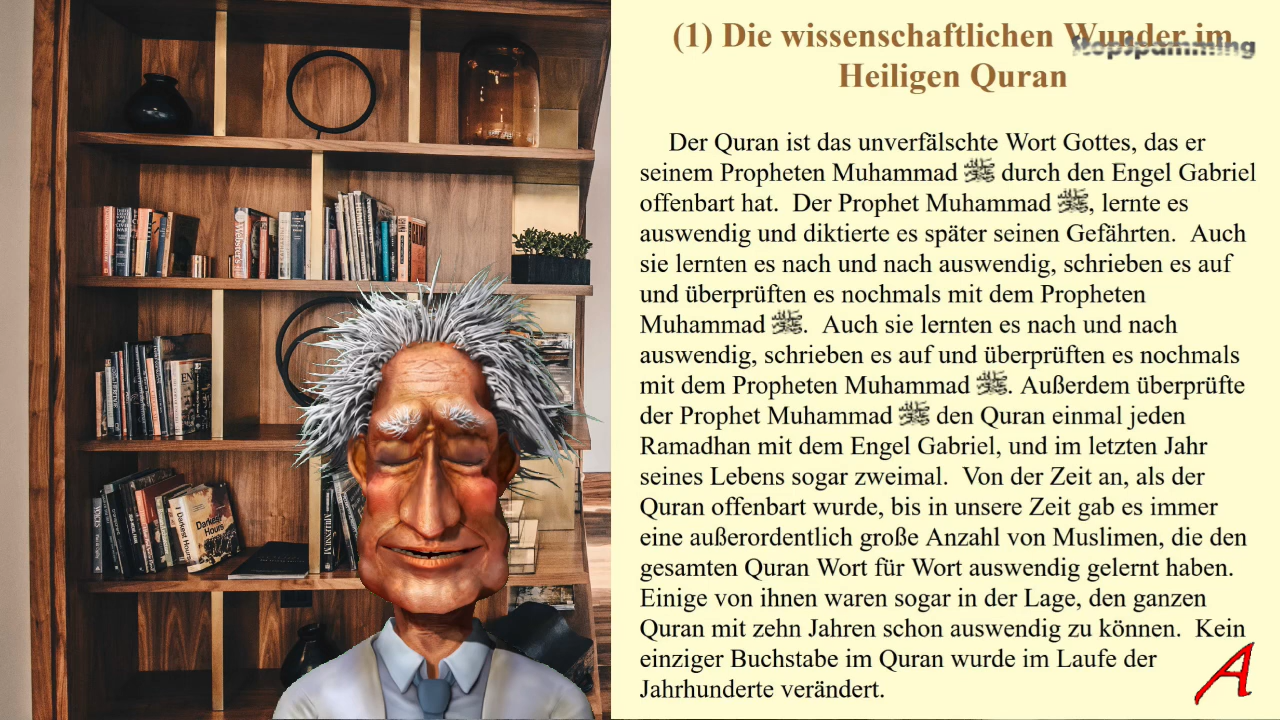 (1) Die wissenschaftlichen Wunder im
Heiligen Quran
StopSpamming
Der Quran ist das unverfälschte Wort Gottes, das er
seinem Propheten Muhammad ﷺ durch den Engel Gabriel
offenbart hat. Der Prophet Muhammad ﷺ, lernte es
auswendig und diktierte es später seinen Gefährten. Auch
sie lernten es nach und nach auswendig, schrieben es auf
und überprüften es nochmals mit dem Propheten
Muhammad ﷺ. Auch sie lernten es nach und nach
auswendig, schrieben es auf und überprüften es nochmals
mit dem Propheten Muhammad ﷺ. Außerdem überprüfte
der Prophet Muhammad ﷺ den Quran einmal jeden
Ramadhan mit dem Engel Gabriel, und im letzten Jahr
seines Lebens sogar zweimal. Von der Zeit an, als der
Quran offenbart wurde, bis in unsere Zeit gab es immer
eine außerordentlich große Anzahl von Muslimen, die den
gesamten Quran Wort für Wort auswendig gelernt haben.
Einige von ihnen waren sogar in der Lage, den ganzen
Quran mit zehn Jahren schon auswendig zu können. Kein
einziger Buchstabe im Quran wurde im Laufe der
Jahrhunderte verändert.
A
Darkest
Hours